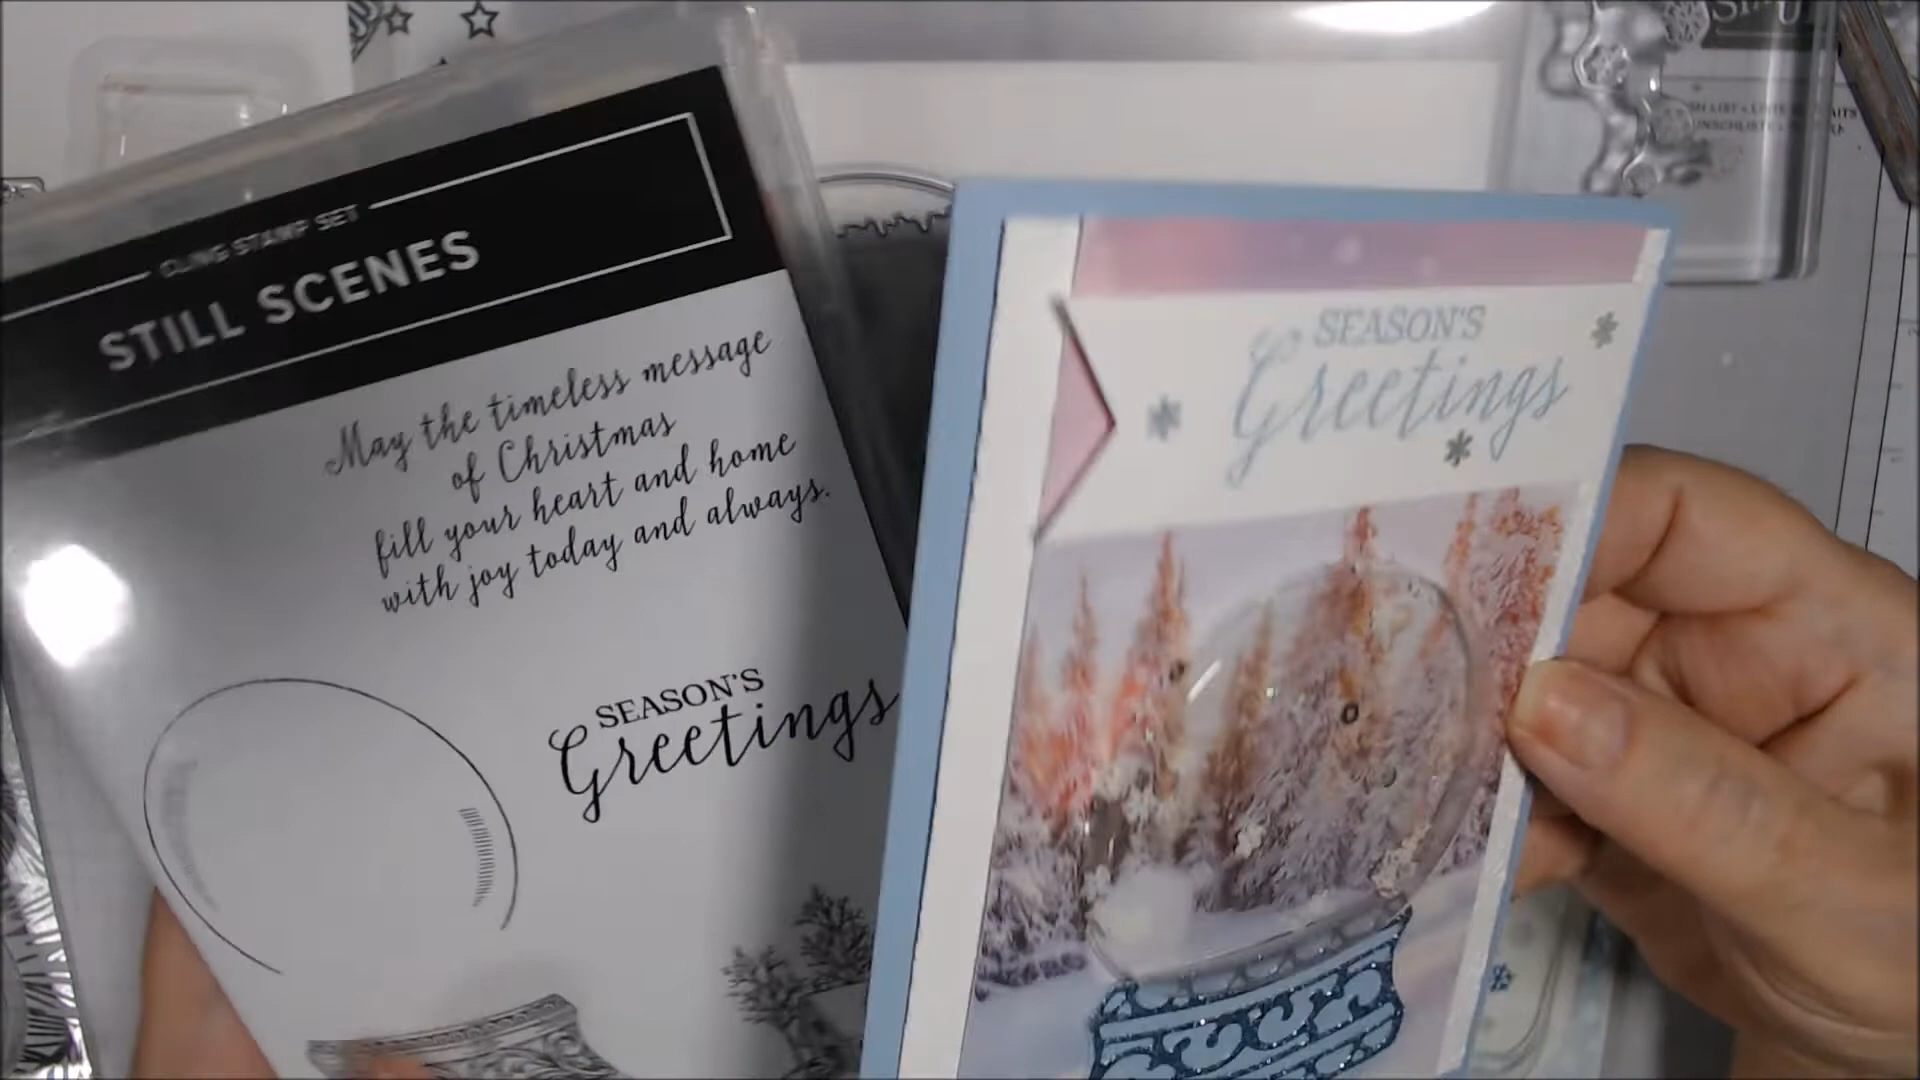 CLING STAMP SET
STILL SCENES
May the timeless message
of Christmas
fill your heart and home
with joy today and always.
SEASON'S
Greetings
SEASON'S
Greetings